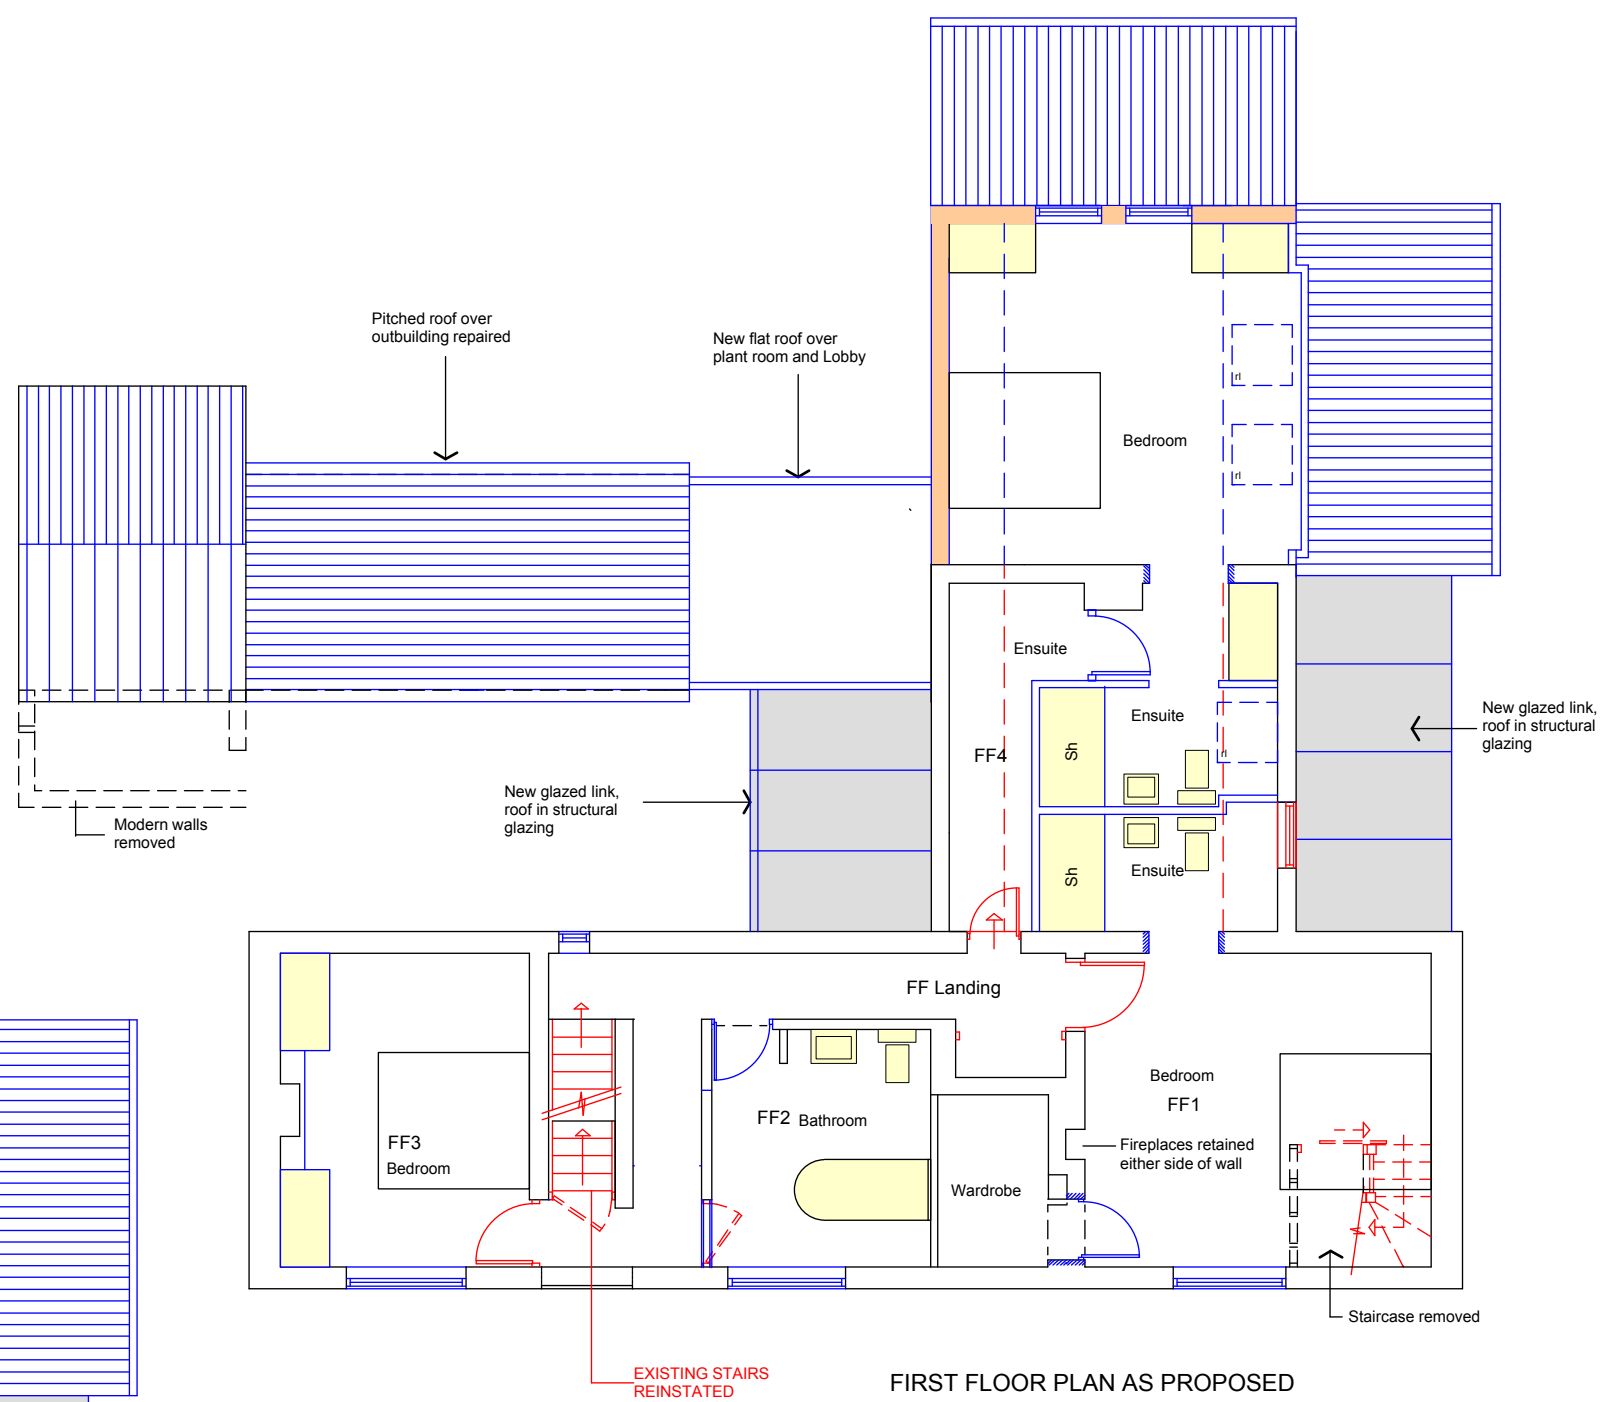 Pitched roof over
outbuilding repaired
New flat roof over
plant room and Lobby
rl
Bedroom
rl
Ensuite
New glazed link,
roof in structural
glazing
Ensuite
FF4
Sh
rl
New glazed link,
roof in structural
glazing
Modern walls
removed
Ensuite
Sh
FF Landing
Bedroom
FF1
FF2
Bathroom
FF3
Bedroom
Fireplaces retained
either side of wall
Wardrobe
Staircase removed
EXISTING STAIRS
REINSTATED
FIRST FLOOR PLAN AS PROPOSED